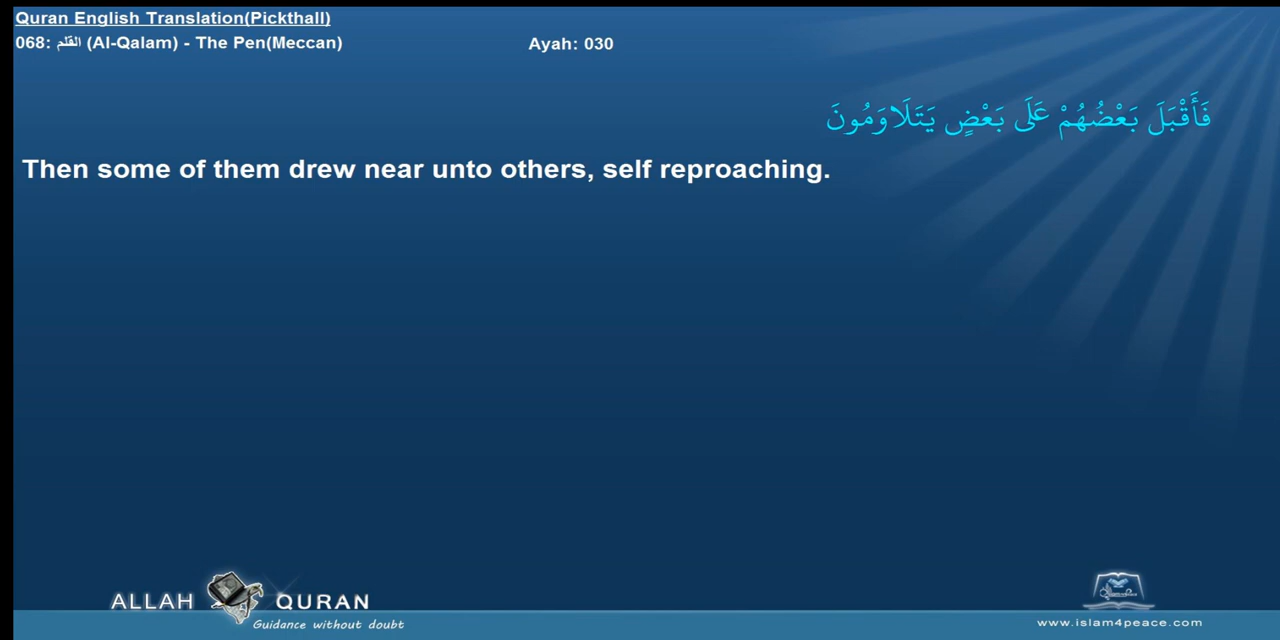 Quran English Translation(Pickthall)
068: القلم (Al-Qalam) - The Pen(Meccan)
Ayah: 030
فَأَقْبَلَ بَعْضُهُمْ عَلَى بَعْضٍ يَتَلَاوَمُونَ
Then some of them drew near unto others, self reproaching.
ALLAH QURAN
Guidance without doubt
www.islam4peace.com